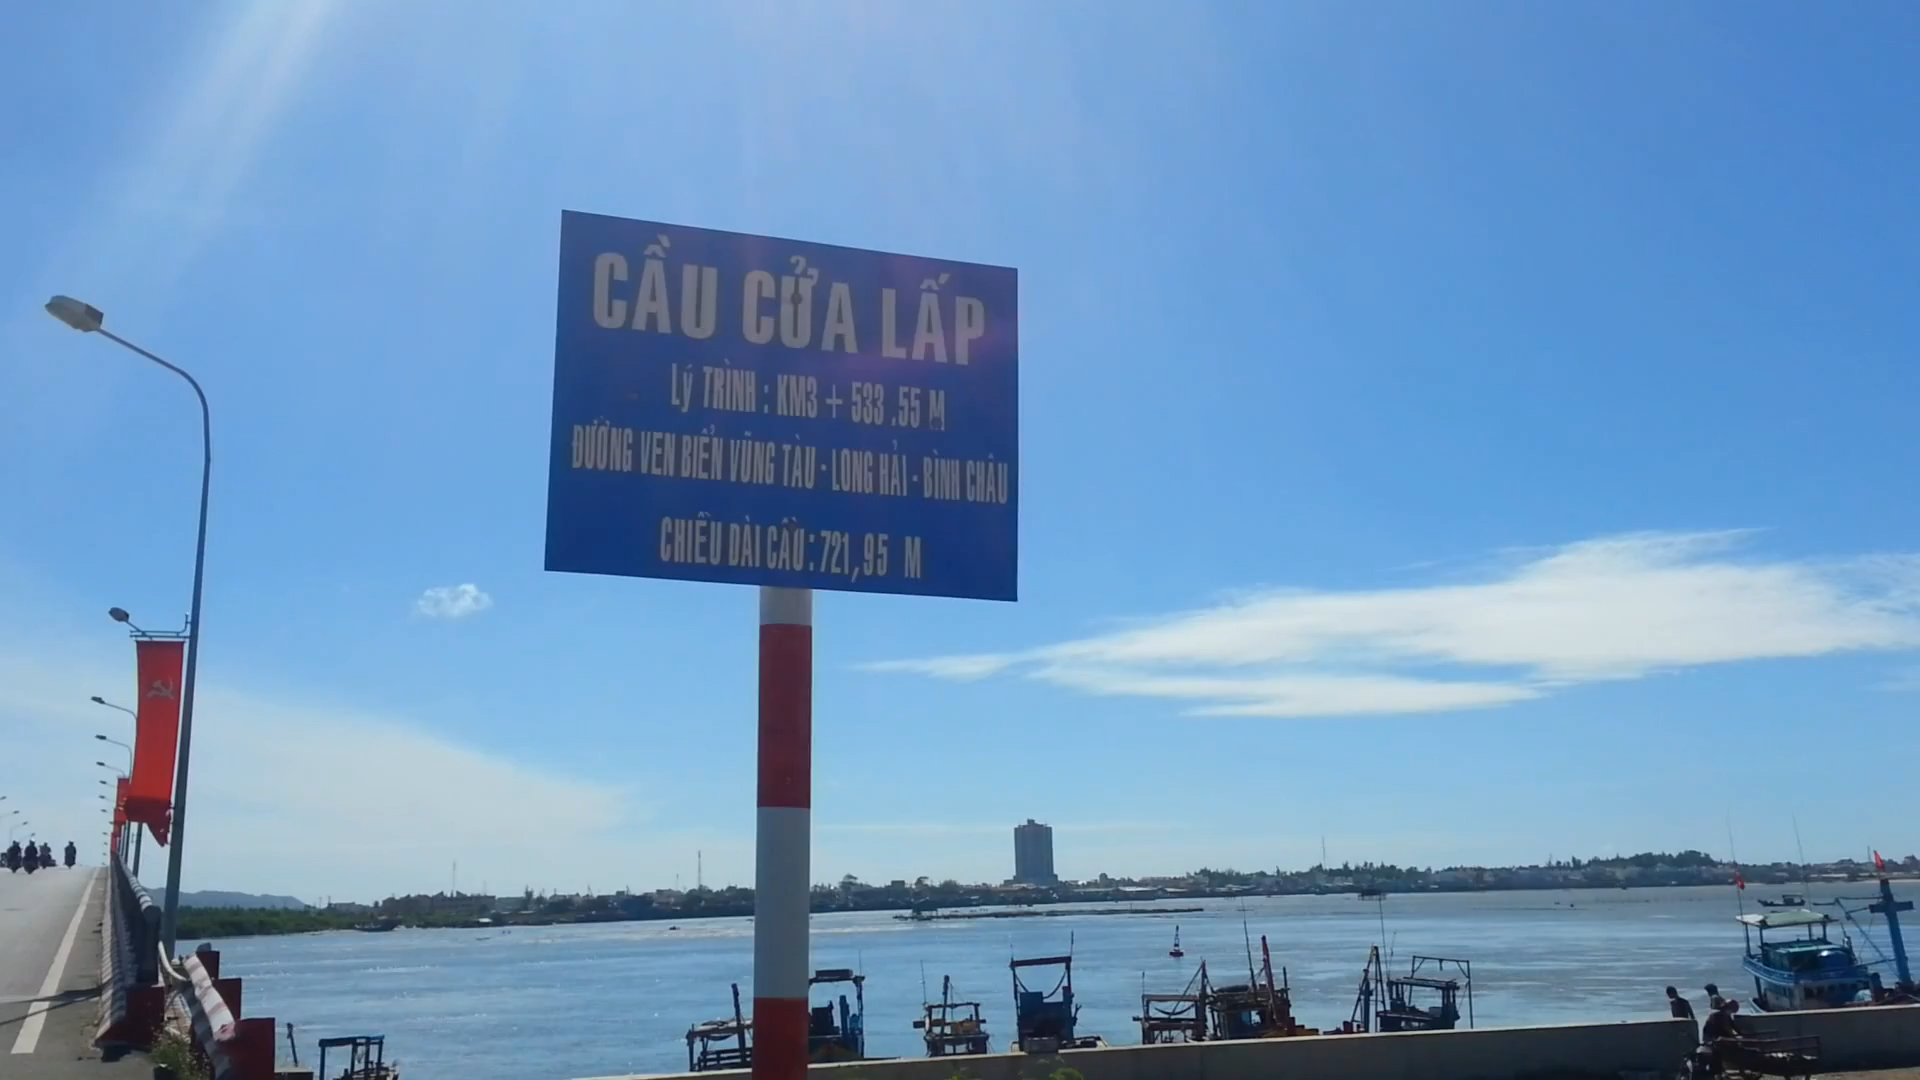 CẦU CỬA LẤP
Lý TRÌNH : KM3 + 533 .55 M
ĐƯỜNG VEN BIỂN VŨNG TÀU - LONG HẢI - BÌNH CHÂU
CHIỀU DÀI CẦU : 721,95 M